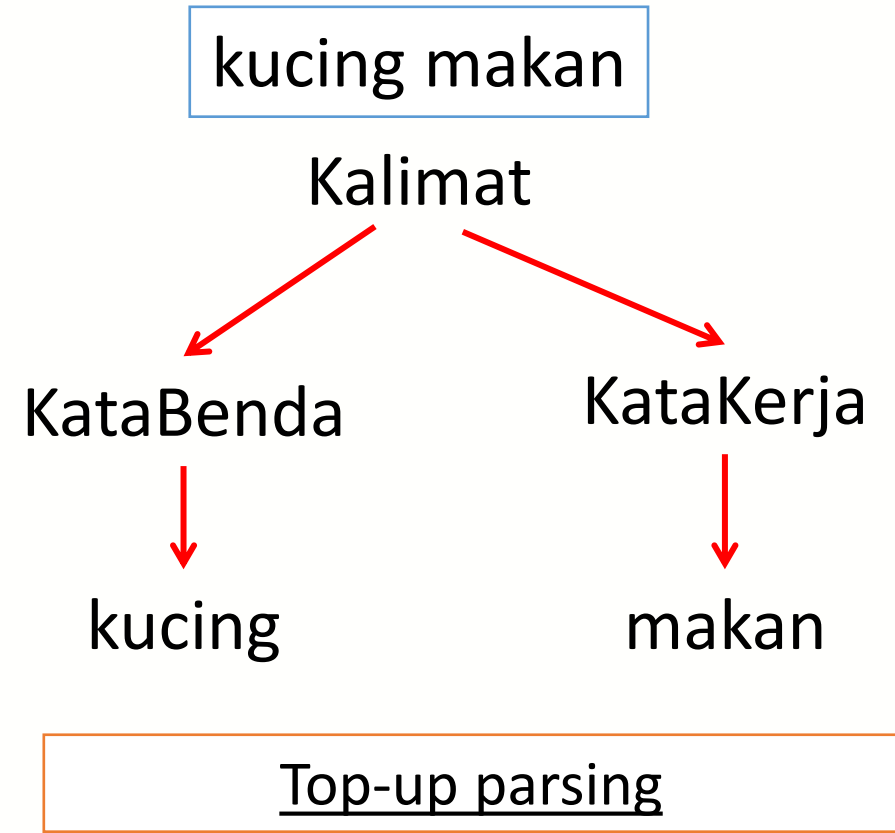 kucing makan
Kalimat
KataBenda KataKerja
kucing makan
Top-up parsing